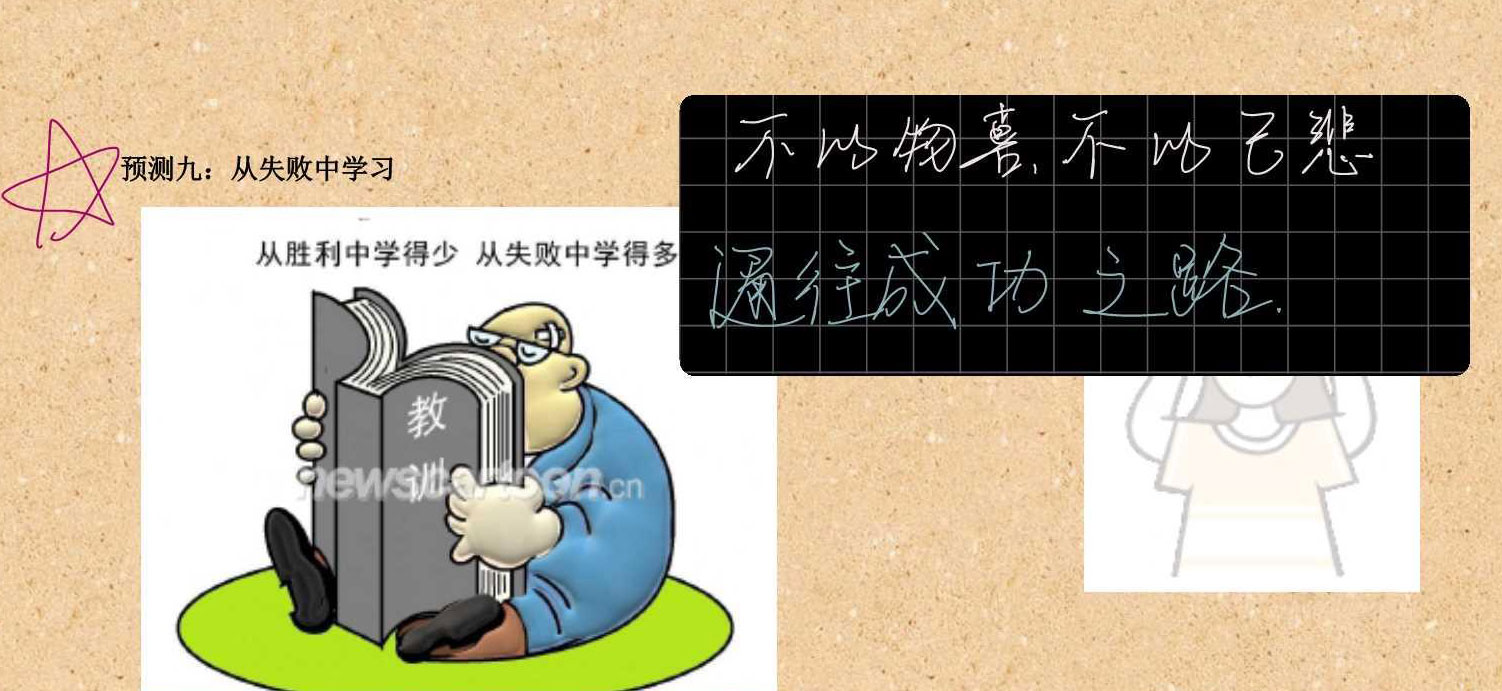 不以物喜,不以己悲
通往成功之路.
预测九:从失败中学习
从胜利中学得少 从失败中学得多
教
训
newscartoon.cn